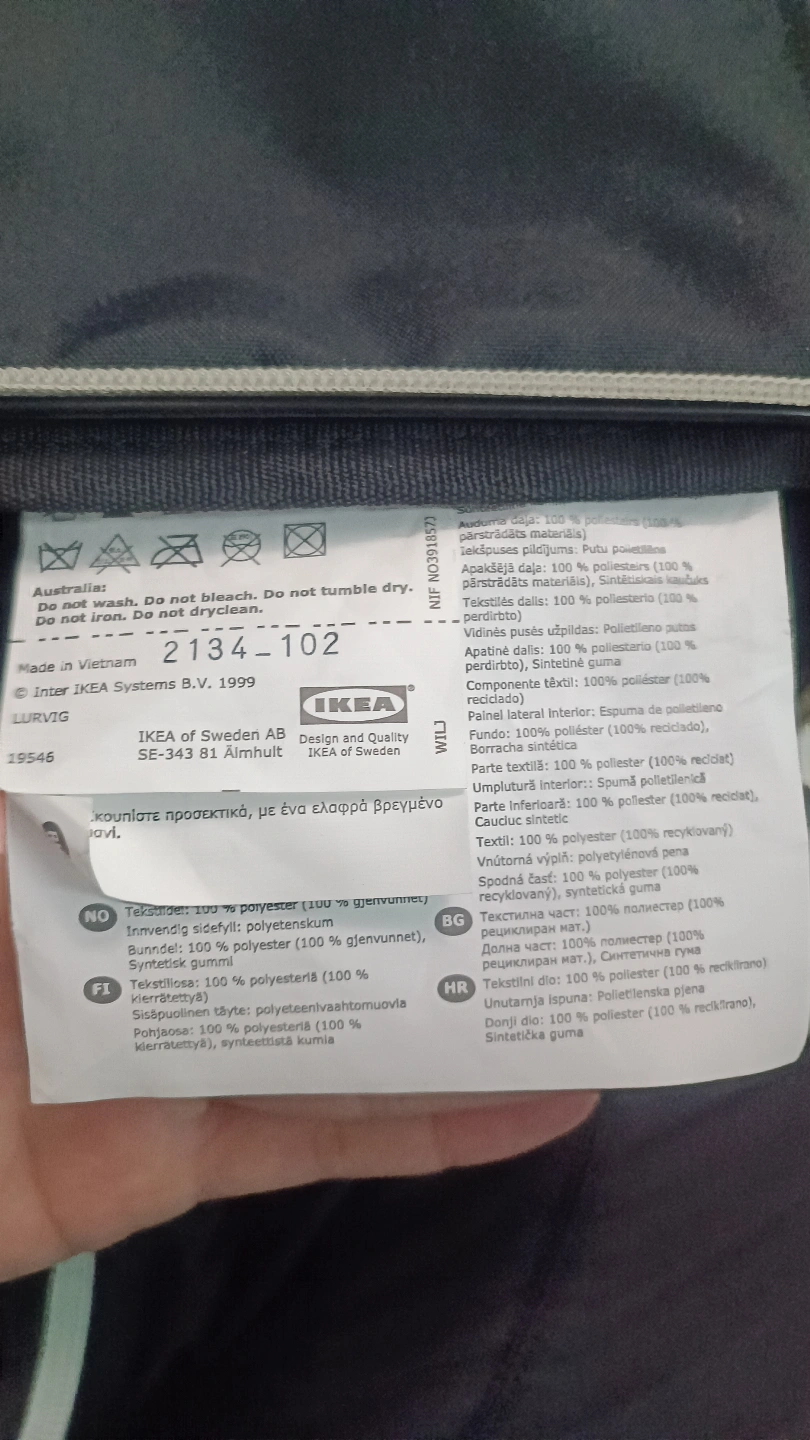 Australia:
Do not wash. Do not bleach. Do not tumble dry.
Do not iron. Do not dryclean.
2134-102
Made in Vietnam
© Inter IKEA Systems B.V. 1999
LURVIG
19546
IKEA of Sweden AB
SE-343 81 Älmhult
IKEA®
Design and Quality
IKEA of Sweden
WILJ
κουπίστε προσεκτικά, με ένα ελαφρά βρεγμένο
πανί.
NO
Tekstildel: 100 % polyester (100 % gjenvunnet)
Innvendig sidefyll: polyetenskum
Bunndel: 100 % polyester (100 % gjenvunnet),
Syntetisk gummi
FI
Tekstiiliosa: 100 % polyesteriä (100 %
kierrätettyä)
Sisäpuolinen täyte: polyeteenivaahtomuovia
Pohjaosa: 100 % polyesteriä (100 %
kierrätettyä), synteettistä kumia
Auduma daļa: 100 % poliesters (100 %
pārstrādāts materiāls)
Iekšpuses pildījums: Putu polietilēns
Apakšējā daļa: 100 % poliesters (100 %
pārstrādāts materiāls), Sintētiskais kaučuks
Tekstilės dalis: 100 % poliesterio (100 %
perdirbto)
Vidinės pusės užpildas: Polietileno putos
Apatinė dalis: 100 % poliesterio (100 %
perdirbto), Sintetinė guma
Componente têxtil: 100% poliéster (100%
reciclado)
Painel lateral interior: Espuma de polietileno
Fundo: 100% poliéster (100% reciclado),
Borracha sintética
Parte textilă: 100 % poliester (100% reciclat)
Umplutură interior:: Spumă polietilenică
Parte inferioară: 100 % poliester (100% reciclat),
Cauciuc sintetic
Textil: 100 % polyester (100% recyklovaný)
Vnútorná výplň: polyetylénová pena
Spodná časť: 100 % polyester (100%
recyklovaný), syntetická guma
BG
Текстилна част: 100% полиестер (100%
рециклиран мат.)
Долна част: 100% полиестер (100%
рециклиран мат.), Синтетична гума
HR
Tekstilni dio: 100 % poliester (100 % reciklirano)
Unutarnja ispuna: Polietilenska pjena
Donji dio: 100 % poliester (100 % reciklirano),
Sintetička guma